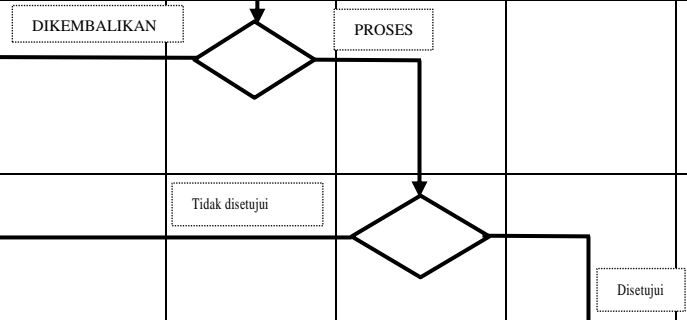 DIKEMBALIKAN
PROSES
Tidak disetujui
Disetujui